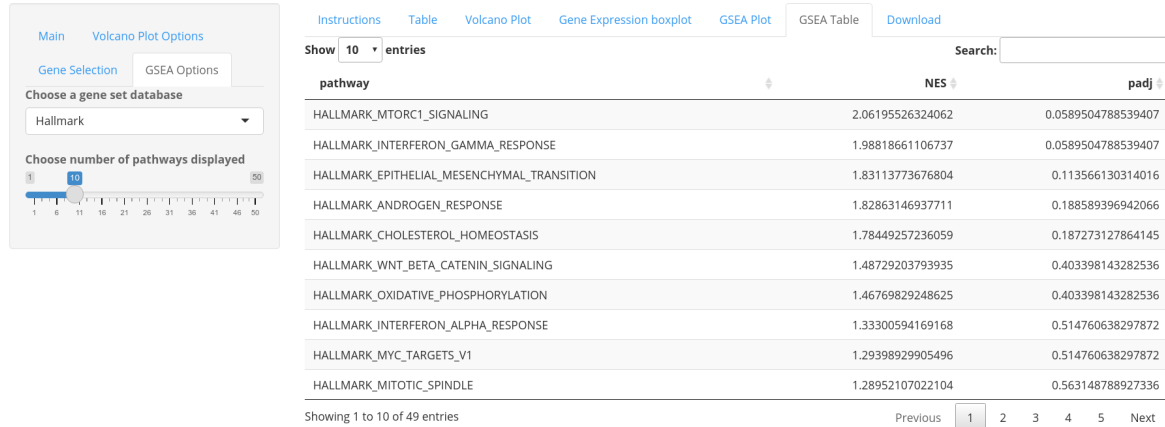 Main Volcano Plot Options
Gene Selection GSEA Options
Choose a gene set database
Hallmark
Choose number of pathways displayed
1 10 50
1 6 11 16 21 26 31 36 41 46 50
Instructions Table Volcano Plot Gene Expression boxplot GSEA Plot GSEA Table Download
Show 10 entries Search:
pathway NES padj
HALLMARK_MTORC1_SIGNALING 2.06195526324062 0.0589504788539407
HALLMARK_INTERFERON_GAMMA_RESPONSE 1.98818661106737 0.0589504788539407
HALLMARK_EPITHELIAL_MESENCHYMAL_TRANSITION 1.83113773676804 0.113566130314016
HALLMARK_ANDROGEN_RESPONSE 1.82863146937711 0.188589396942066
HALLMARK_CHOLESTEROL_HOMEOSTASIS 1.78449257236059 0.187273127864145
HALLMARK_WNT_BETA_CATENIN_SIGNALING 1.48729203793935 0.403398143282536
HALLMARK_OXIDATIVE_PHOSPHORYLATION 1.46769829248625 0.403398143282536
HALLMARK_INTERFERON_ALPHA_RESPONSE 1.33300594169168 0.514760638297872
HALLMARK_MYC_TARGETS_V1 1.29398929905496 0.514760638297872
HALLMARK_MITOTIC_SPINDLE 1.28952107022104 0.563148788927336
Showing 1 to 10 of 49 entries Previous 1 2 3 4 5 Next